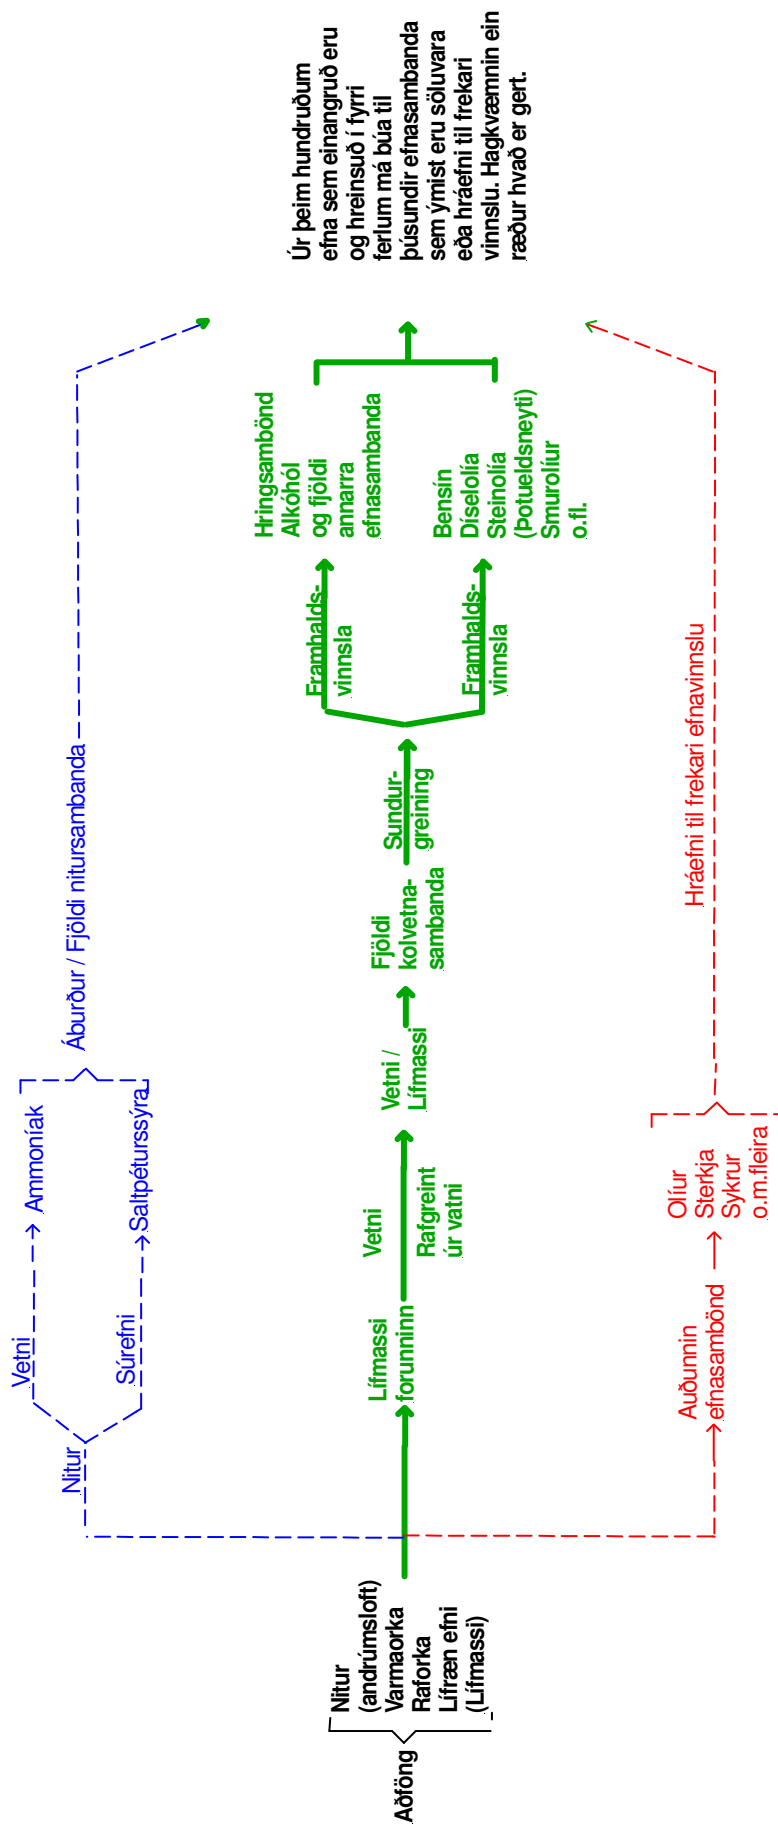 Aðföng
Nitur
(andrúmsloft)
Varmaorka
Raforka
Lífræn efni
(Lífmassi)
Nitur
Vetni
Ammoníak
Súrefni
Saltpéturssýra
Áburður / Fjöldi nitursambanda
Lífmassi
forunninn
Vetni
Rafgreint
úr vatni
Vetni /
Lífmassi
Fjöldi
kolvetna-
sambanda
Sundur-
greining
Framhalds-
vinnsla
Framhalds-
vinnsla
Hringsambönd
Alkóhól
og fjöldi
annarra
efnasambanda
Bensín
Díselolía
Steinolía
(Þotueldsneyti)
Smurolíur
o.fl.
Auðunnin
efnasambönd
Olíur
Sterkja
Sykrur
o.m.fleira
Hráefni til frekari efnavinnslu
Úr þeim hundruðum
efna sem einangruð eru
og hreinsuð í fyrri
ferlum má búa til
þúsundir efnasambanda
sem ýmist eru söluvara
eða hráefni til frekari
vinnslu. Hagkvæmnin ein
ræður hvað er gert.